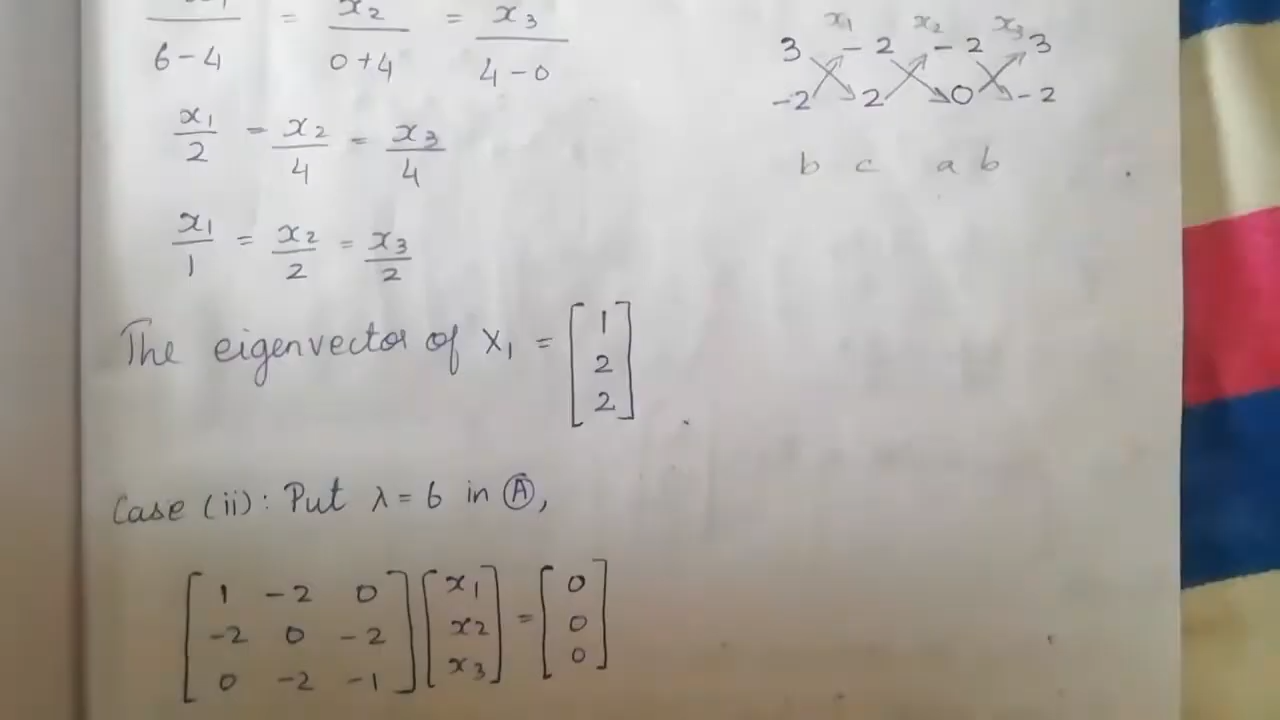 x₁/(6-4) = x₂/(0+4) = x₃/(4-0)
x₁/2 = x₂/4 = x₃/4
x₁/1 = x₂/2 = x₃/2
x₁ x₂ x₃
3 -2 -2 3
-2 2 0 -2
b c a b
The eigenvector of X₁ = [1 2 2]
Case (ii): Put λ = 6 in Ⓐ,
[1 -2 0] [x₁] = [0]
[-2 0 -2] [x₂] [0]
[0 -2 -1] [x₃] [0]